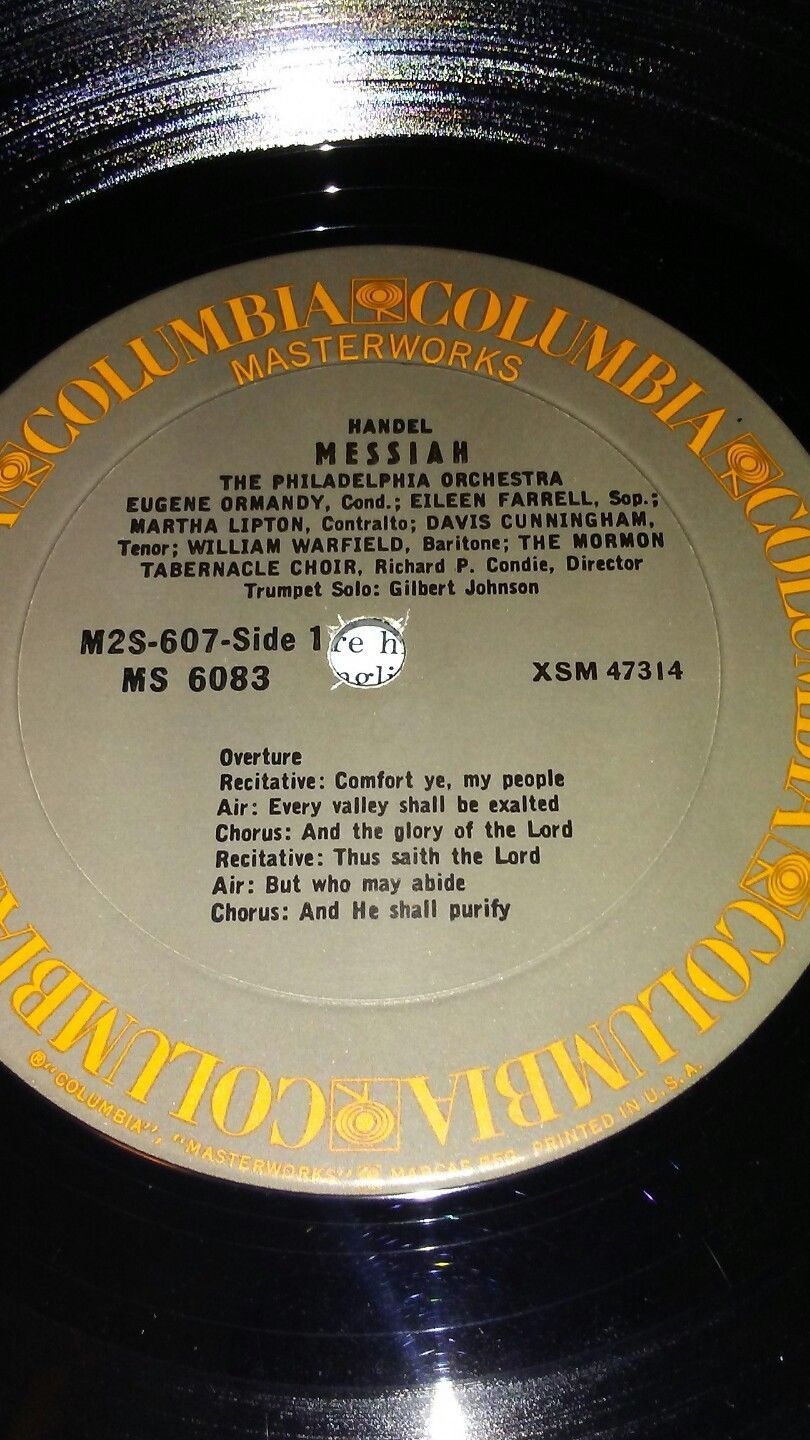 COLUMBIA COLUMBIA COLUMBIA COLUMBIA COLUMBIA COLUMBIA
MASTERWORKS
HANDEL
MESSIAH
THE PHILADELPHIA ORCHESTRA
EUGENE ORMANDY, Cond.; EILEEN FARRELL, Sop.;
MARTHA LIPTON, Contralto; DAVIS CUNNINGHAM,
Tenor; WILLIAM WARFIELD, Baritone; THE MORMON
TABERNACLE CHOIR, Richard P. Condie, Director
Trumpet Solo: Gilbert Johnson
M2S-607-Side 1
re h
MS 6083
XSM 47314
Overture
Recitative: Comfort ye, my people
Air: Every valley shall be exalted
Chorus: And the glory of the Lord
Recitative: Thus saith the Lord
Air: But who may abide
Chorus: And He shall purify
®"COLUMBIA", "MASTERWORKS" MARCAS REG. PRINTED IN U.S.A.